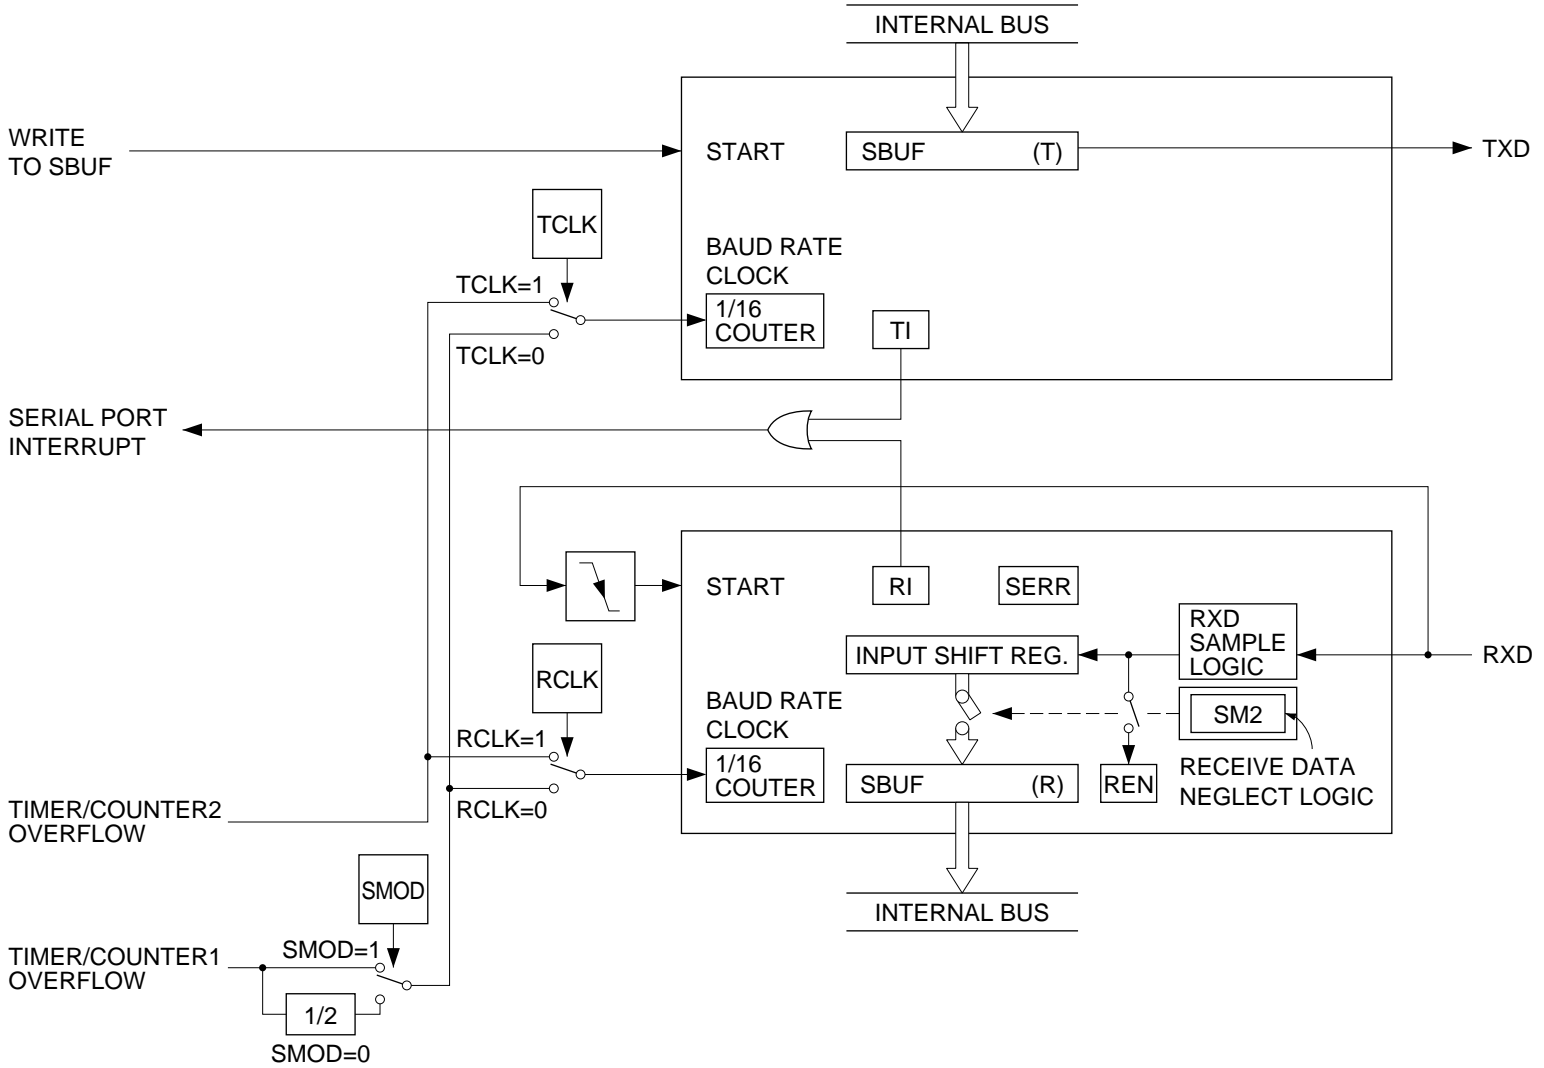 INTERNAL BUS
WRITE
TO SBUF
START
SBUF (T)
TXD
TCLK
BAUD RATE
CLOCK
TCLK=1
1/16
COUTER
TI
TCLK=0
SERIAL PORT
INTERRUPT
START
RI
SERR
RXD
SAMPLE
LOGIC
INPUT SHIFT REG.
RXD
RCLK
BAUD RATE
CLOCK
SM2
RCLK=1
1/16
COUTER
SBUF (R)
REN
RECEIVE DATA
NEGLECT LOGIC
RCLK=0
TIMER/COUNTER2
OVERFLOW
SMOD
INTERNAL BUS
TIMER/COUNTER1
OVERFLOW
SMOD=1
1/2
SMOD=0